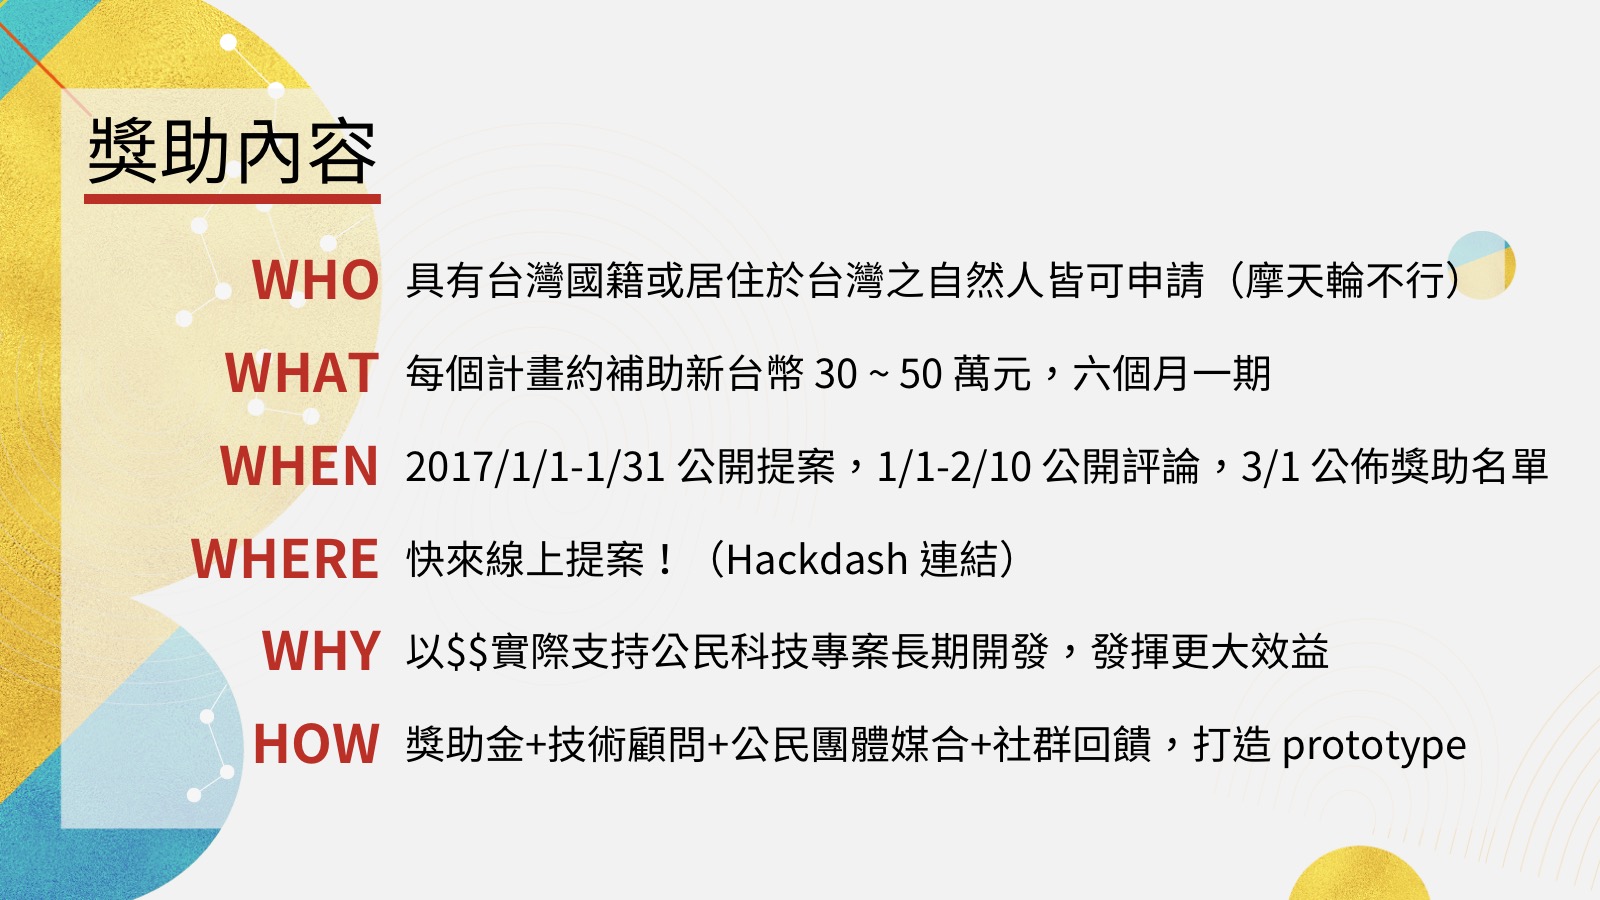 獎助內容
WHO 具有台灣國籍或居住於台灣之自然人皆可申請（摩天輪不行）
WHAT 每個計畫約補助新台幣 30 ~ 50 萬元，六個月一期
WHEN 2017/1/1-1/31 公開提案，1/1-2/10 公開評論，3/1 公佈獎助名單
WHERE 快來線上提案！（Hackdash 連結）
WHY 以$$實際支持公民科技專案長期開發，發揮更大效益
HOW 獎助金+技術顧問+公民團體媒合+社群回饋，打造 prototype